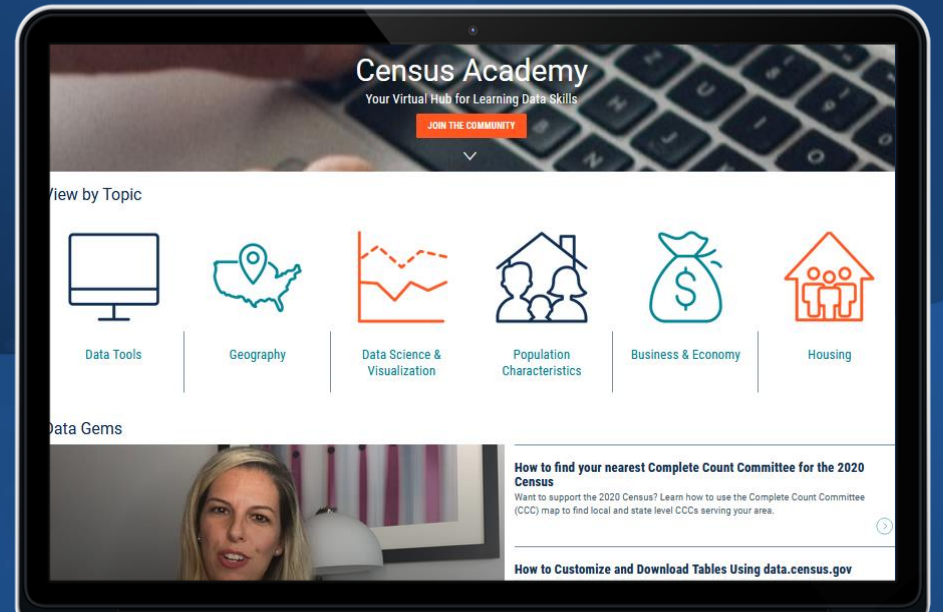 Census Academy
Your Virtual Hub for Learning Data Skills
JOIN THE COMMUNITY
View by Topic
Data Tools
Geography
Data Science &
Visualization
Population
Characteristics
Business & Economy
Housing
Data Gems
How to find your nearest Complete Count Committee for the 2020
Census
Want to support the 2020 Census? Learn how to use the Complete Count Committee
(CCC) map to find local and state level CCCs serving your area.
How to Customize and Download Tables Using data.census.gov